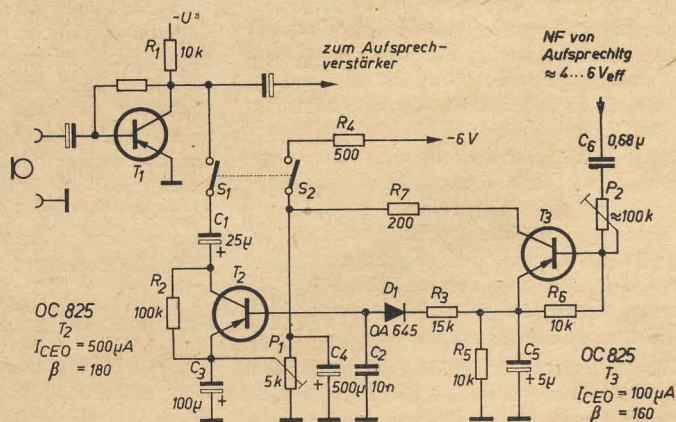 -U"
R1
10k
zum Aufsprech-
verstärker
NF von
Aufsprechltg
≈ 4...6 Veff
R4
500
-6V
C6
0,68µ
T1
S1
S2
R7
200
T3
P2
≈100k
C1
25µ
+
R2
100k
T2
D1
OA 645
R3
15k
R6
10k
OC 825
T2
ICEO = 500µA
β = 180
C3
100µ
+
P1
5k
+
C4
500µ
C2
10n
R5
10k
C5
+ 5µ
OC 825
T3
ICEO = 100µA
β = 160